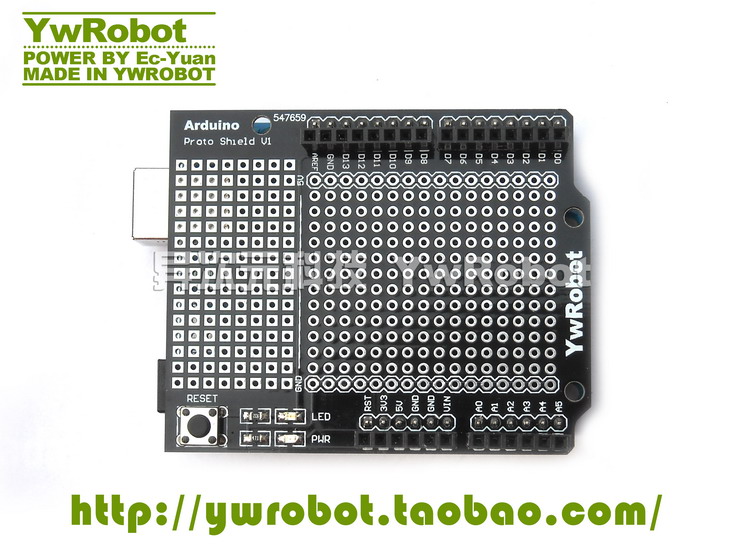 YwRobot
POWER BY Ec-Yuan
MADE IN YWROBOT
Arduino
547659
Proto Shield V1
AREF
GND
D13
D12
D11
D10
D9
D8
D7
D6
D5
D4
D3
D2
D1
D0
5V
YwRobot
YwRobot
GND
RESET
LED
PWR
RST
3V3
5V
GND
GND
VIN
A0
A1
A2
A3
A4
A5
http://ywrobot.taobao.com/